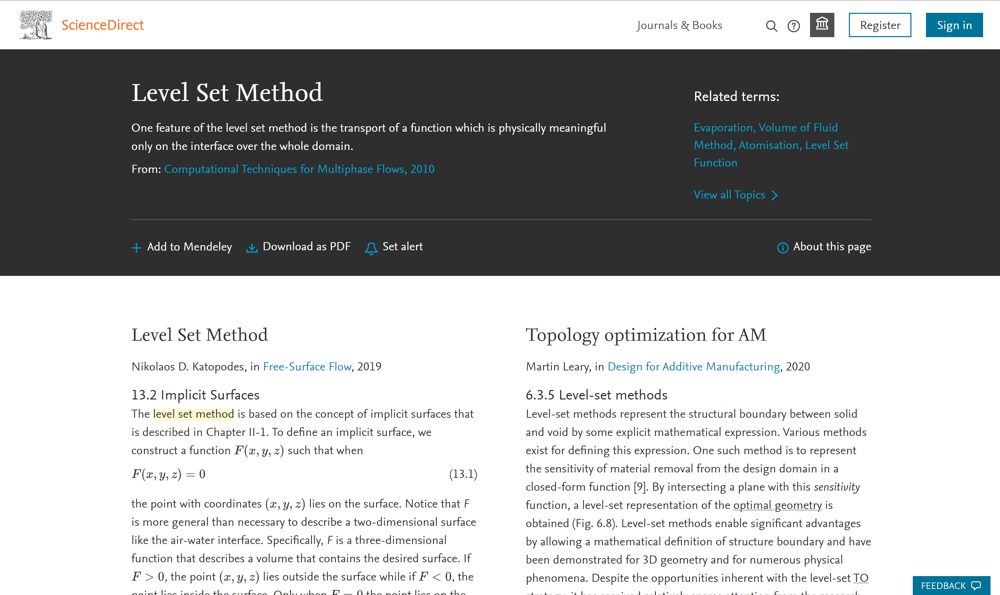 ScienceDirect
Journals & Books
Register
Sign in
Level Set Method
One feature of the level set method is the transport of a function which is physically meaningful
only on the interface over the whole domain.
From: Computational Techniques for Multiphase Flows, 2010
Related terms:
Evaporation, Volume of Fluid
Method, Atomisation, Level Set
Function
View all Topics
Add to Mendeley
Download as PDF
Set alert
About this page
Level Set Method
Nikolaos D. Katopodes, in Free-Surface Flow, 2019
13.2 Implicit Surfaces
The level set method is based on the concept of implicit surfaces that
is described in Chapter II-1. To define an implicit surface, we
construct a function F(x, y, z) such that when
F(x, y, z) = 0 (13.1)
the point with coordinates (x, y, z) lies on the surface. Notice that F
is more general than necessary to describe a two-dimensional surface
like the air-water interface. Specifically, F is a three-dimensional
function that describes a volume that contains the desired surface. If
F > 0, the point (x, y, z) lies outside the surface while if F < 0, the
point lies inside the surface. Only when F = 0 the point lies on the
Topology optimization for AM
Martin Leary, in Design for Additive Manufacturing, 2020
6.3.5 Level-set methods
Level-set methods represent the structural boundary between solid
and void by some explicit mathematical expression. Various methods
exist for defining this expression. One such method is to represent
the sensitivity of material removal from the design domain in a
closed-form function [9]. By intersecting a plane with this sensitivity
function, a level-set representation of the optimal geometry is
obtained (Fig. 6.8). Level-set methods enable significant advantages
by allowing a mathematical definition of structure boundary and have
been demonstrated for 3D geometry and for numerous physical
phenomena. Despite the opportunities inherent with the level-set TO
strategy, it has received relatively sparse attention from the research
FEEDBACK